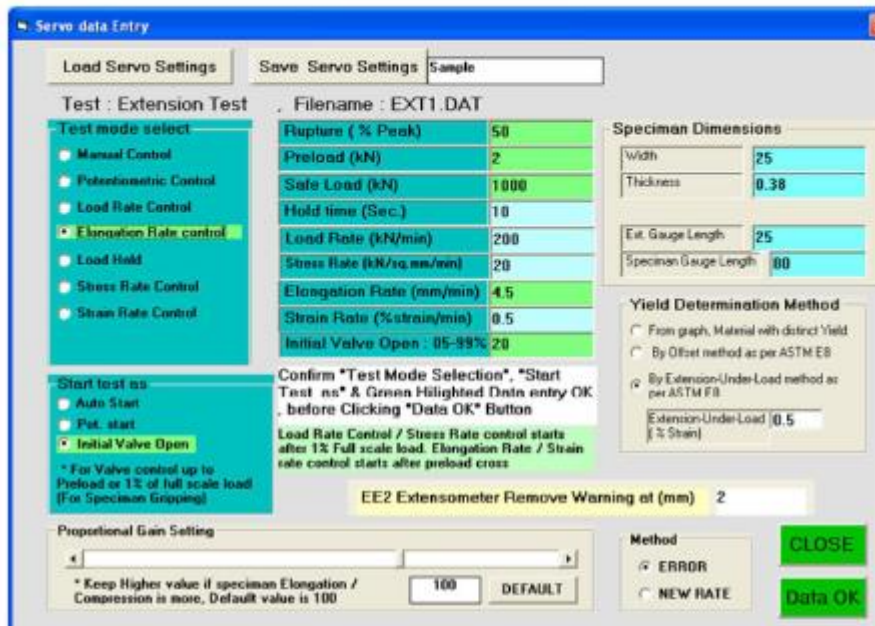 Servo data Entry
Load Servo Settings
Save Servo Settings
Sample
Test : Extension Test , Filename : EXT1.DAT
Test mode select
Manual Control
Potentiometric Control
Load Rate Control
Elongation Rate control
Load Hold
Stress Rate Control
Strain Rate Control
Rupture ( % Peak) 50
Preload (kN) 2
Safe Load (kN) 1000
Hold time (Sec.) 10
Load Rate (kN/min) 200
Stress Rate (kN/sq.mm/min) 20
Elongation Rate (mm/min) 4.5
Strain Rate (%strain/min) 0.5
Initial Valve Open : 05-99% 20
Speciman Dimensions
Width 25
Thickness 0.38
Ext. Gauge Length 25
Speciman Gauge Length 80
Yield Determination Method
From graph, Material with distinct Yield
By Offset method as per ASTM E8
By Extension-Under-Load method as
per ASTM E8
Extension-Under-Load
( % Strain) 0.5
Start test as
Auto Start
Pot. start
Initial Valve Open
* For Valve control up to
Preload or 1% of full scale load
(For Speciman Gripping)
Confirm "Test Mode Selection", "Start
Test as" & Green Hilighted Data entry OK
, before Clicking "Data OK" Button
Load Rate Control / Stress Rate control starts
after 1% Full scale load. Elongation Rate / Strain
rate control starts after preload cross
EE2 Extensometer Remove Warning at (mm) 2
Proportional Gain Setting
* Keep Higher value if speciman Elongation /
Compression is more, Default value is 100
100
DEFAULT
Method
ERROR
NEW RATE
CLOSE
Data OK